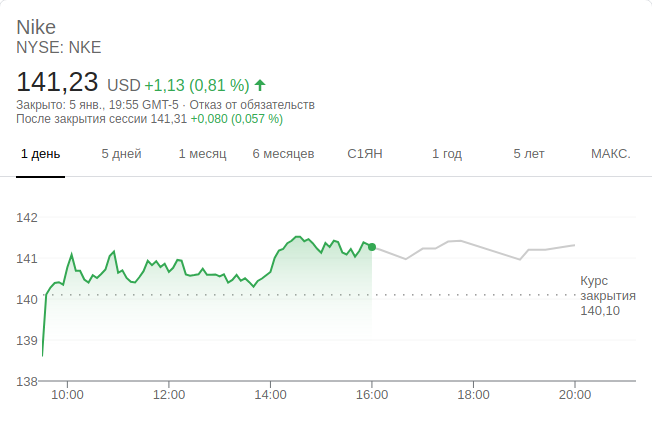 Nike
NYSE: NKE
141,23 USD +1,13 (0,81 %)
Закрыто: 5 янв., 19:55 GMT-5 · Отказ от обязательств
После закрытия сессии 141,31 +0,080 (0,057 %)
1 день 5 дней 1 месяц 6 месяцев С1ЯН 1 год 5 лет МАКС.
142
141
Курс
140
закрытия
140,10
139
138
10:00 12:00 14:00 16:00 18:00 20:00